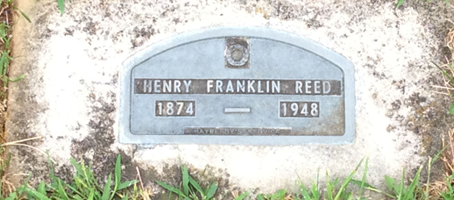 HENRY FRANKLIN REED
1874 — 1948